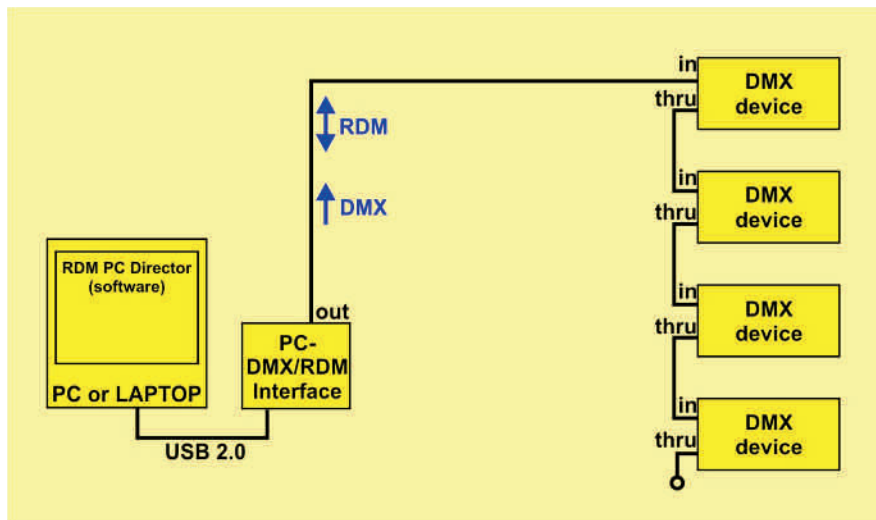 in
DMX
device
thru
RDM
DMX
in
DMX
device
thru
RDM PC Director
(software)
PC or LAPTOP
out
PC-
DMX/RDM
Interface
USB 2.0
in
DMX
device
thru
in
DMX
device
thru